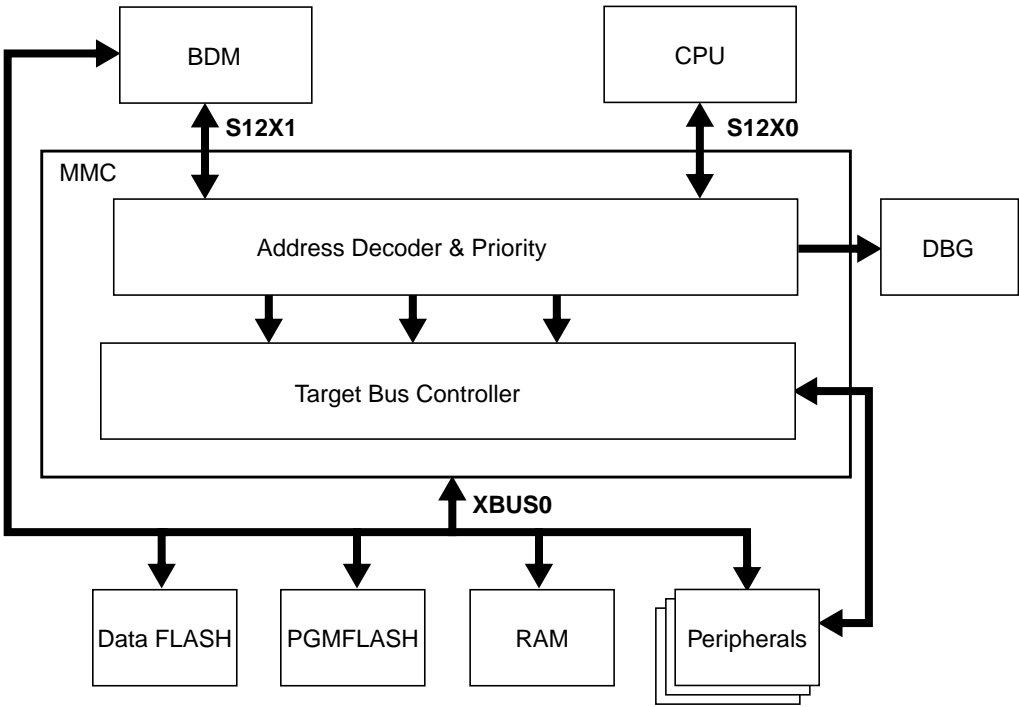 BDM
CPU
S12X1
S12X0
MMC
Address Decoder & Priority
DBG
Target Bus Controller
XBUS0
Data FLASH
PGMFLASH
RAM
Peripherals